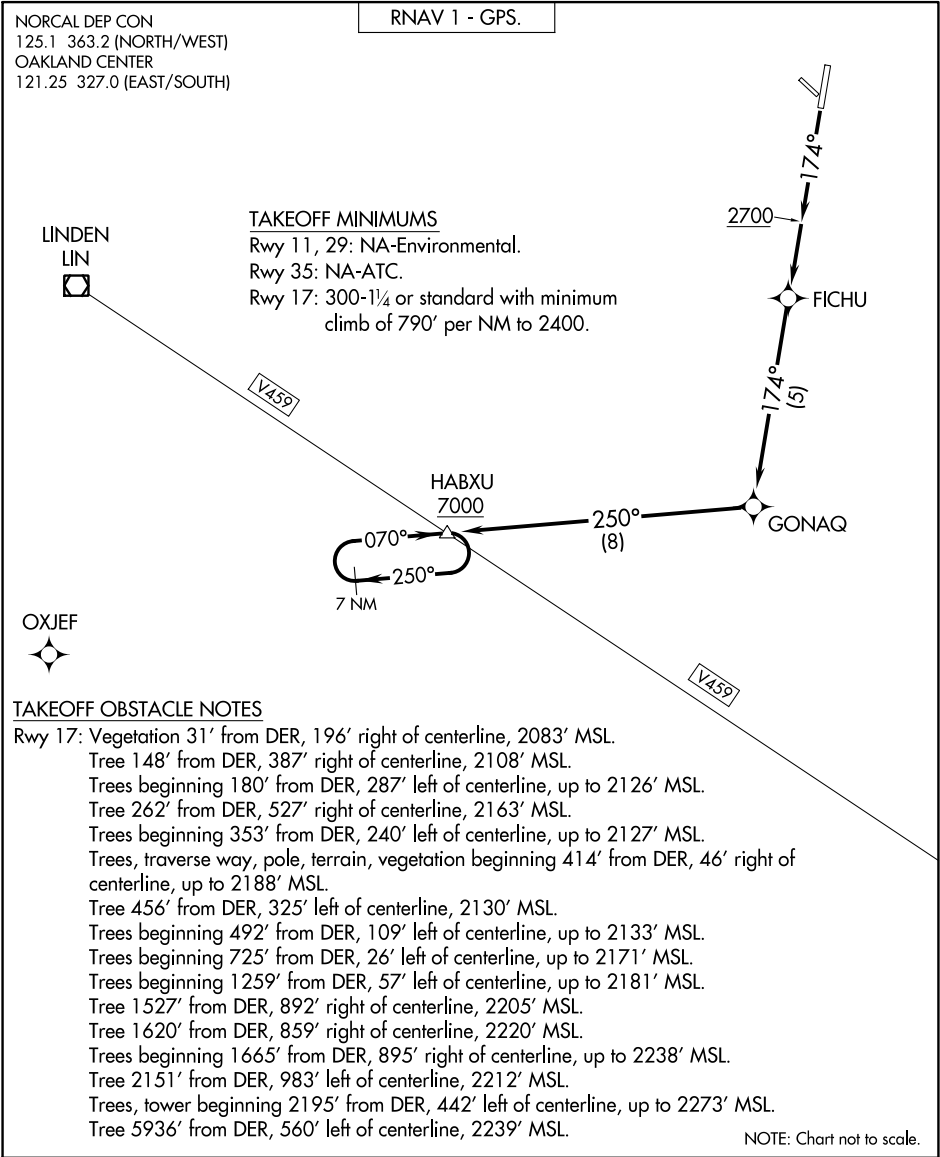 NORCAL DEP CON
125.1 363.2 (NORTH/WEST)
OAKLAND CENTER
121.25 327.0 (EAST/SOUTH)
RNAV 1 - GPS.
174°
2700
FICHU
174°
(5)
GONAQ
TAKEOFF MINIMUMS
Rwy 11, 29: NA-Environmental.
Rwy 35: NA-ATC.
Rwy 17: 300-1¼ or standard with minimum
climb of 790′ per NM to 2400.
LINDEN
LIN
V459
HABXU
7000
250°
(8)
070°
250°
7 NM
OXJEF
V459
TAKEOFF OBSTACLE NOTES
Rwy 17: Vegetation 31′ from DER, 196′ right of centerline, 2083′ MSL.
Tree 148′ from DER, 387′ right of centerline, 2108′ MSL.
Trees beginning 180′ from DER, 287′ left of centerline, up to 2126′ MSL.
Tree 262′ from DER, 527′ right of centerline, 2163′ MSL.
Trees beginning 353′ from DER, 240′ left of centerline, up to 2127′ MSL.
Trees, traverse way, pole, terrain, vegetation beginning 414′ from DER, 46′ right of
centerline, up to 2188′ MSL.
Tree 456′ from DER, 325′ left of centerline, 2130′ MSL.
Trees beginning 492′ from DER, 109′ left of centerline, up to 2133′ MSL.
Trees beginning 725′ from DER, 26′ left of centerline, up to 2171′ MSL.
Trees beginning 1259′ from DER, 57′ left of centerline, up to 2181′ MSL.
Tree 1527′ from DER, 892′ right of centerline, 2205′ MSL.
Tree 1620′ from DER, 859′ right of centerline, 2220′ MSL.
Trees beginning 1665′ from DER, 895′ right of centerline, up to 2238′ MSL.
Tree 2151′ from DER, 983′ left of centerline, 2212′ MSL.
Trees, tower beginning 2195′ from DER, 442′ left of centerline, up to 2273′ MSL.
Tree 5936′ from DER, 560′ left of centerline, 2239′ MSL.
NOTE: Chart not to scale.